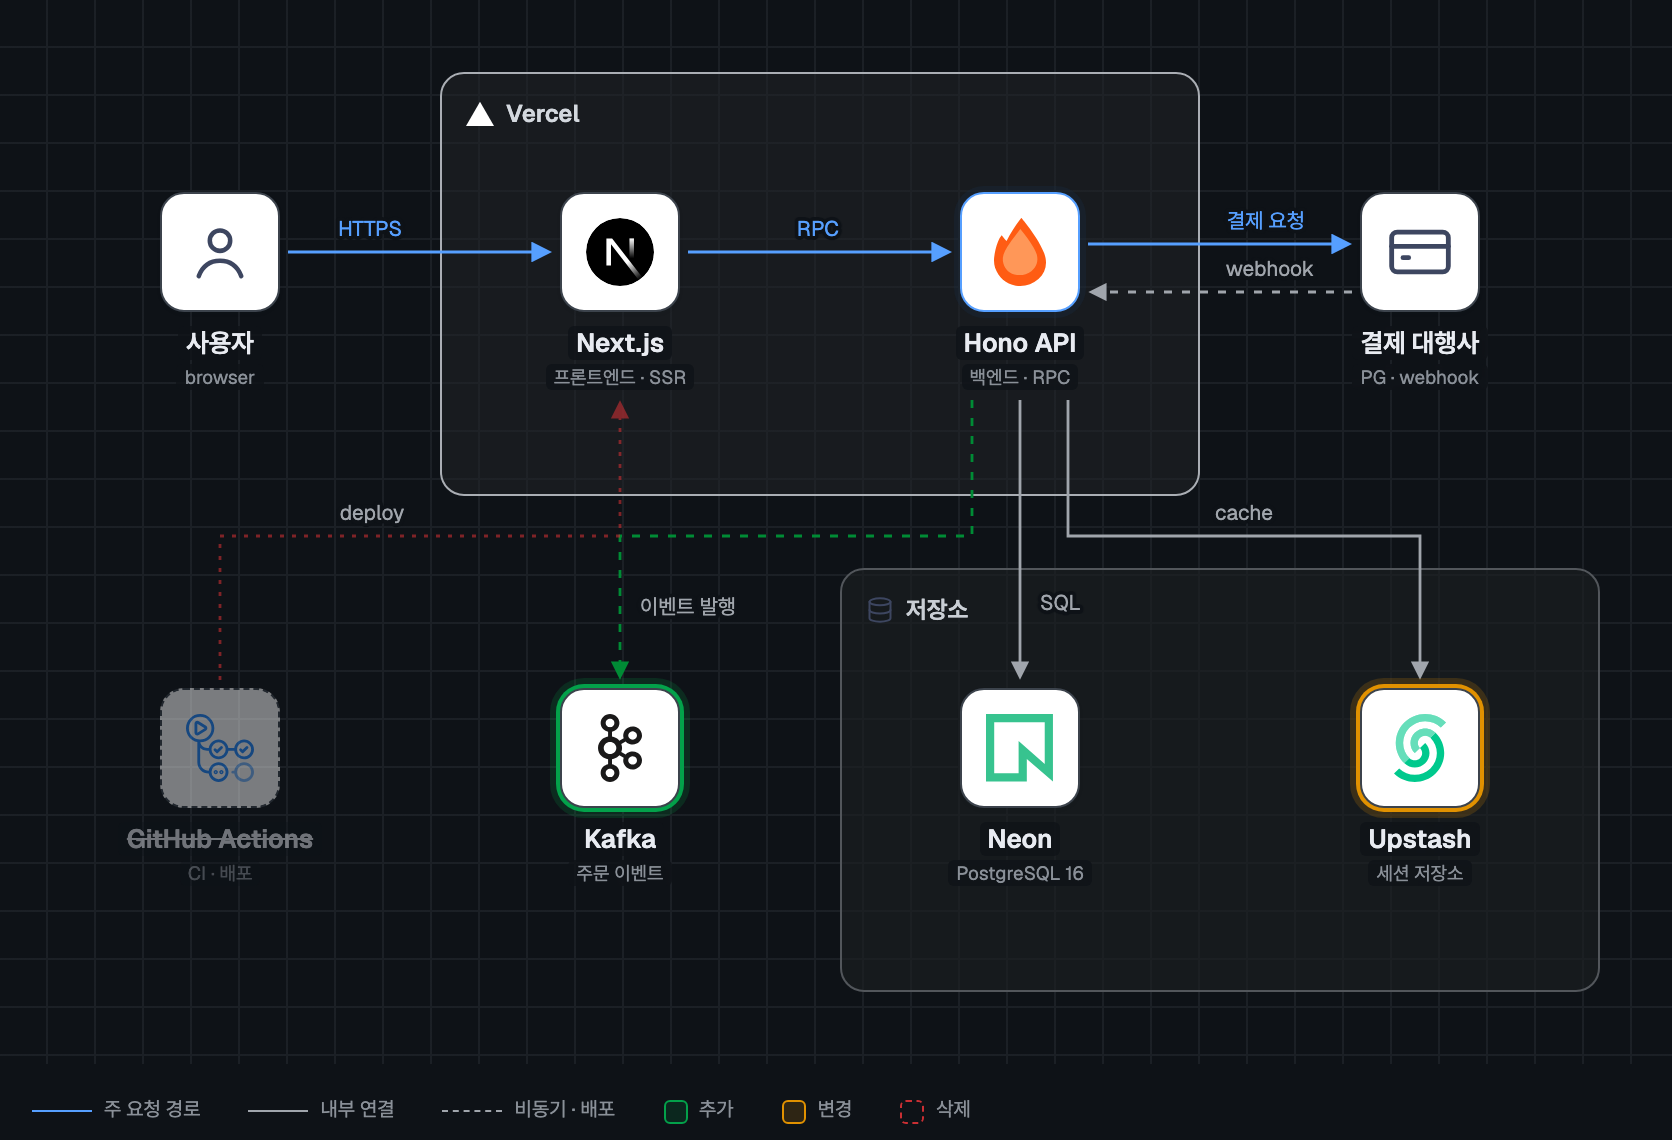 Vercel
HTTPS
RPC
결제 요청
webhook
사용자
browser
Next.js
프론트엔드 · SSR
Hono API
백엔드 · RPC
결제 대행사
PG · webhook
deploy
cache
이벤트 발행
저장소
SQL
GitHub Actions
CI · 배포
Kafka
주문 이벤트
Neon
PostgreSQL 16
Upstash
세션 저장소
주 요청 경로
내부 연결
비동기 · 배포
추가
변경
삭제